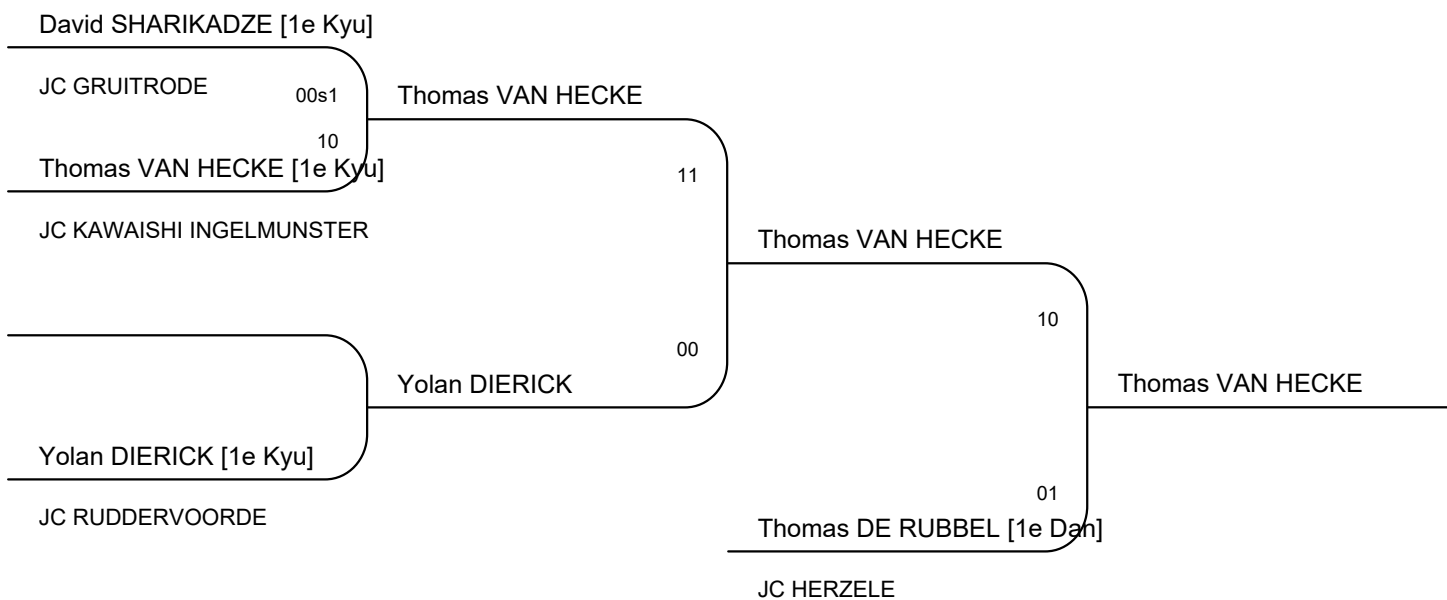 David SHARIKADZE [1e Kyu]
JC GRUITRODE
00s1
Thomas VAN HECKE
10
Thomas VAN HECKE [1e Kyu]
11
JC KAWAISHI INGELMUNSTER
Thomas VAN HECKE
10
00
Yolan DIERICK
Thomas VAN HECKE
Yolan DIERICK [1e Kyu]
01
JC RUDDERVOORDE
Thomas DE RUBBEL [1e Dan]
JC HERZELE